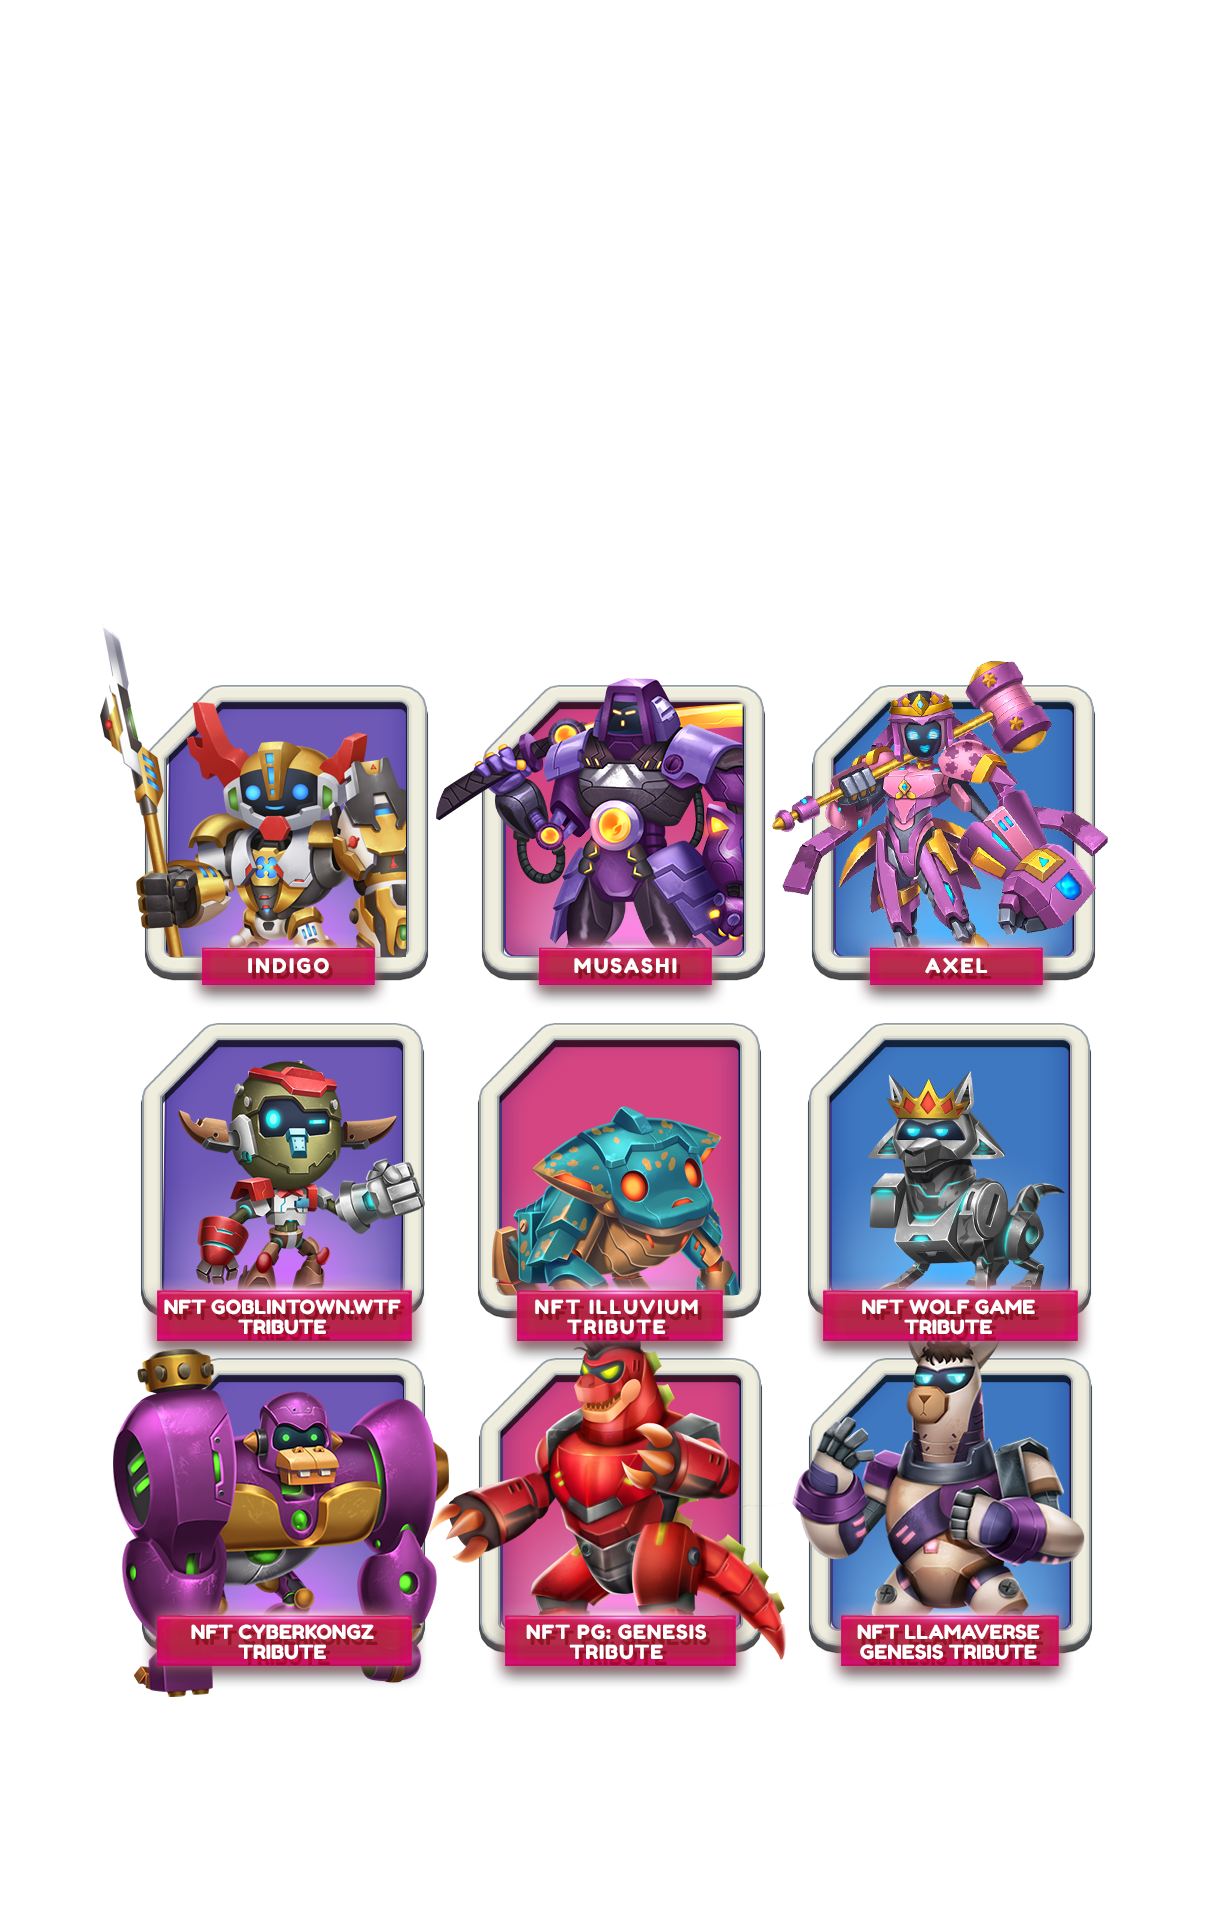 INDIGO
MUSASHI
AXEL
NFT GOBLINTOWN.WTF
TRIBUTE
NFT ILLUVIUM
TRIBUTE
NFT WOLF GAME
TRIBUTE
NFT CYBERKONGZ
TRIBUTE
NFT PG: GENESIS
TRIBUTE
NFT LLAMAVERSE
GENESIS TRIBUTE